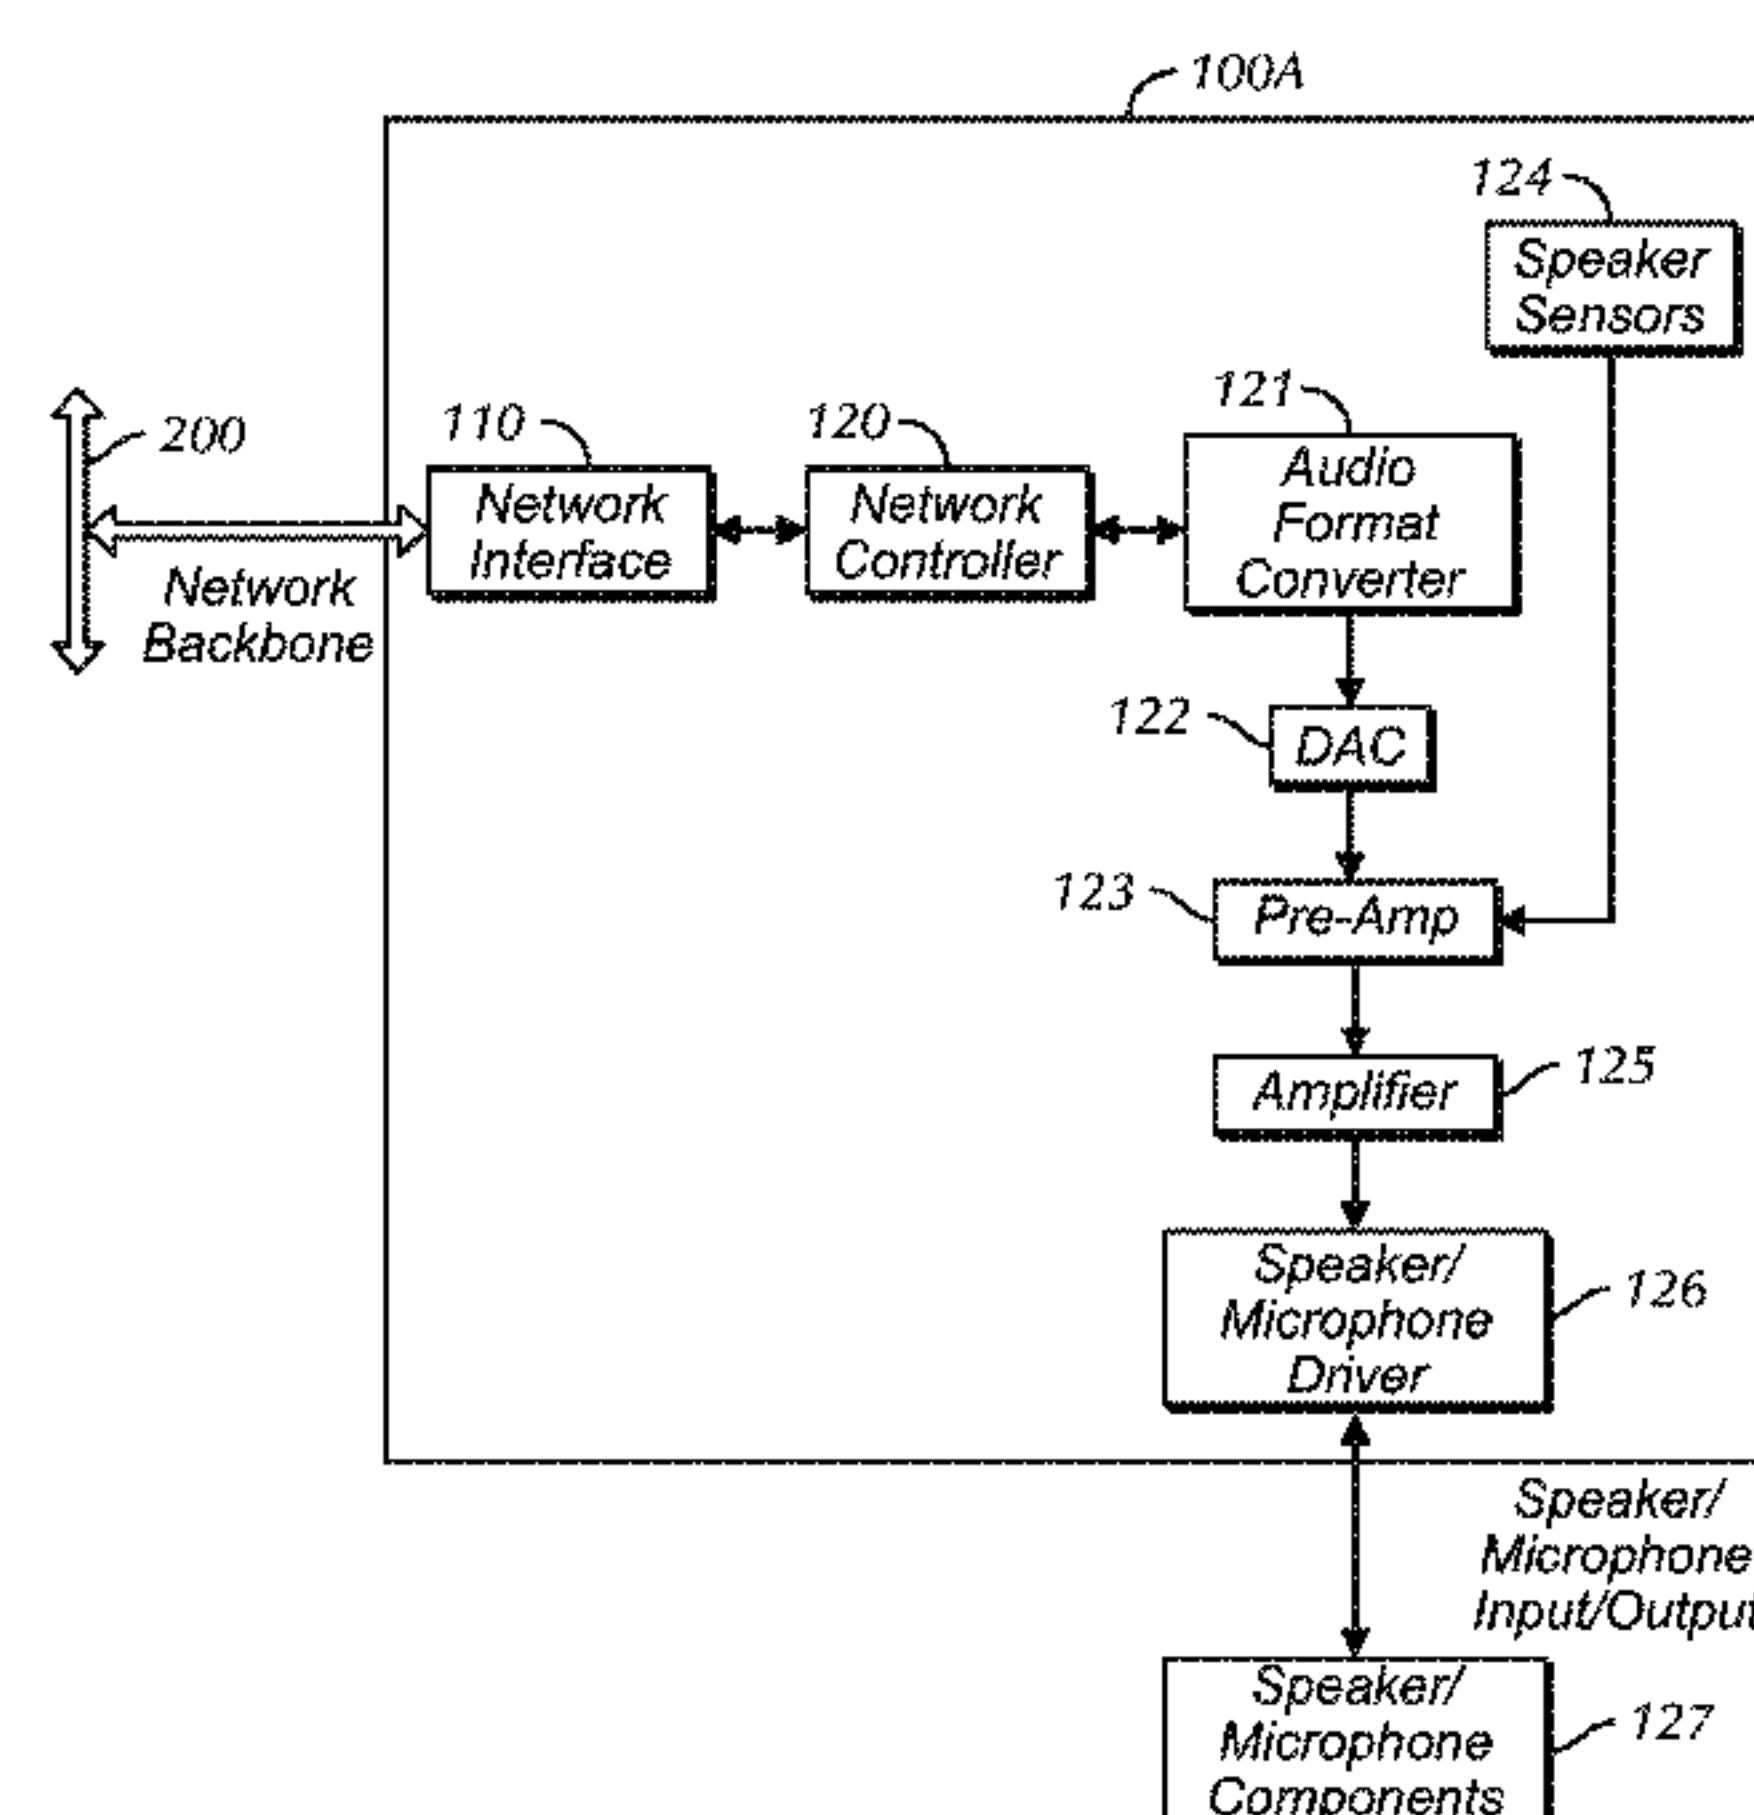 100A
124
Speaker
Sensors
121
110
120
200
Audio
Format
Converter
Network
Interface
Network
Controller
Network
Backbone
122
DAC
123
Pre-Amp
125
Amplifier
Speaker/
Microphone
Driver
126
Speaker/
Microphone
Input/Output
Speaker/
Microphone
Components
127